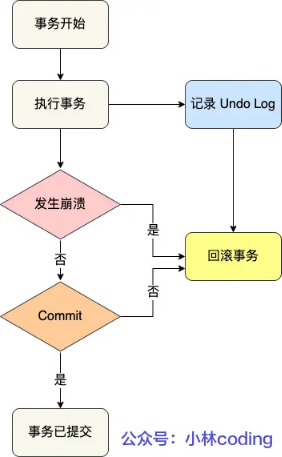 事务开始
执行事务
记录 Undo Log
发生崩溃
是
否
回滚事务
否
Commit
是
事务已提交
公众号：小林coding